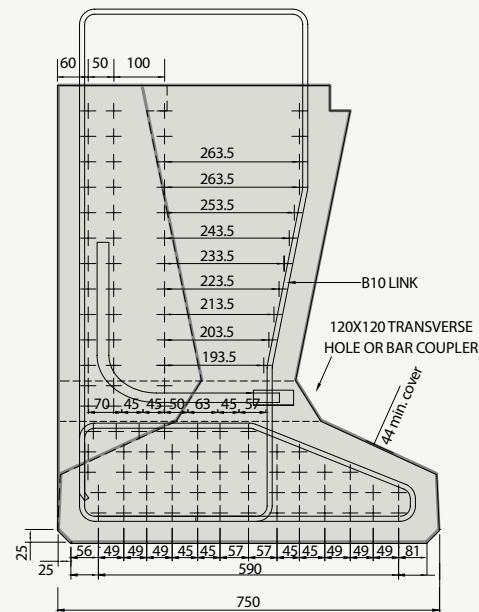 60 50 100
263.5
263.5
253.5
243.5
233.5
223.5
213.5
203.5
193.5
B10 LINK
120X120 TRANSVERSE
HOLE OR BAR COUPLER
70 45 45 50 63 45 57
44 min. cover
25
56 49 49 49 45 45 57 57 45 45 49 49 49 81
25
590
750